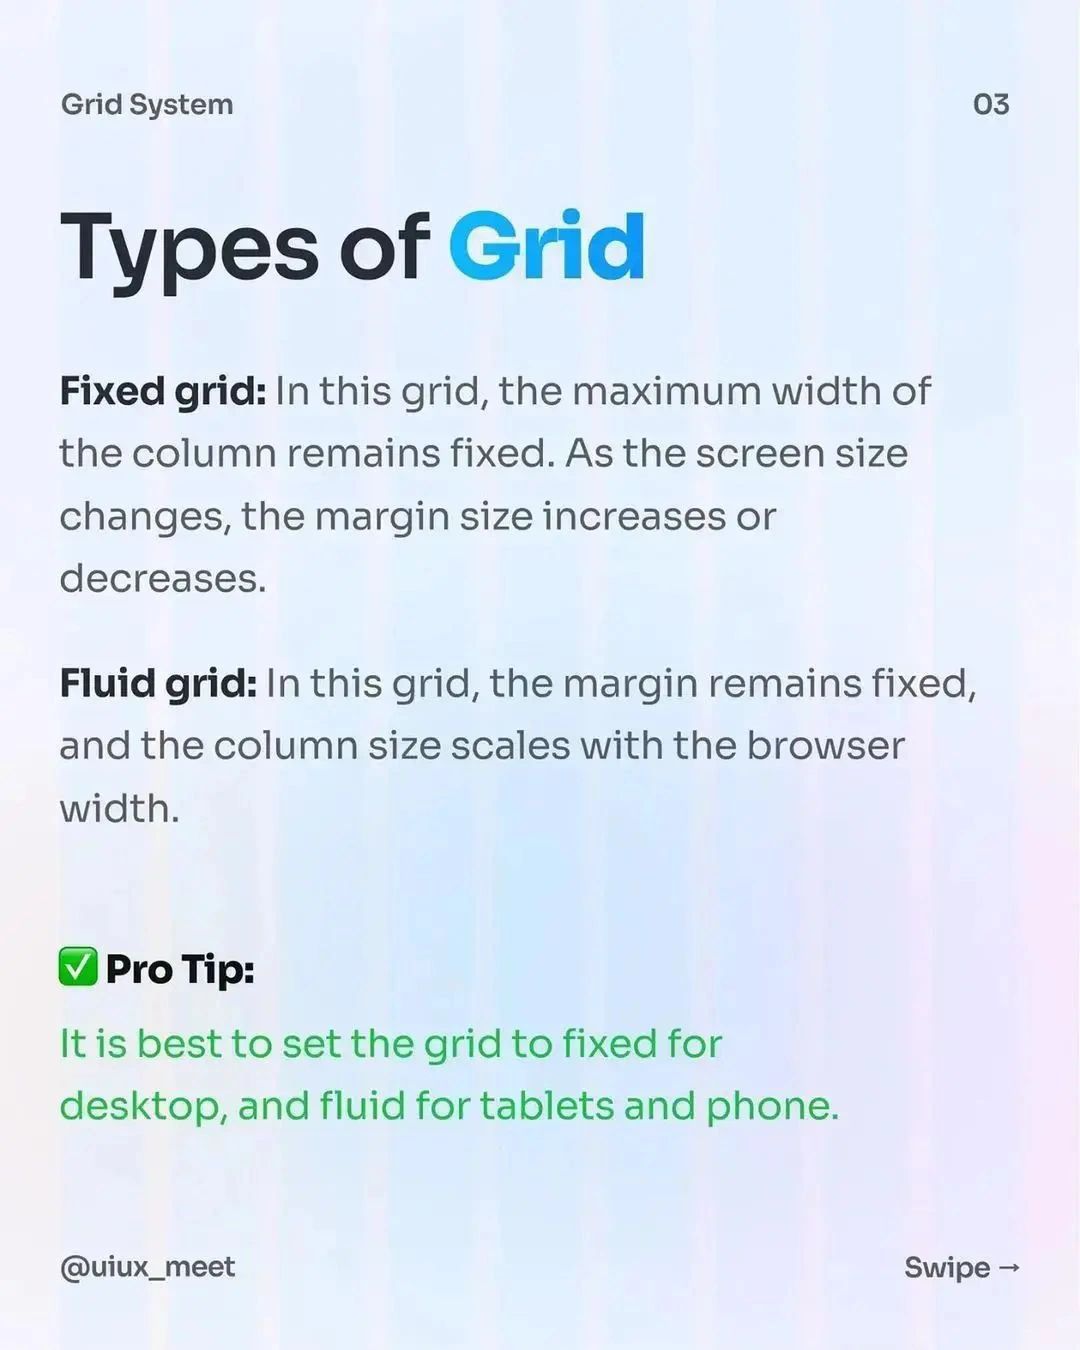 Grid System
03
Types of Grid
Fixed grid: In this grid, the maximum width of
the column remains fixed. As the screen size
changes, the margin size increases or
decreases.
Fluid grid: In this grid, the margin remains fixed,
and the column size scales with the browser
width.
✅ Pro Tip:
It is best to set the grid to fixed for
desktop, and fluid for tablets and phone.
@uiux_meet
Swipe →